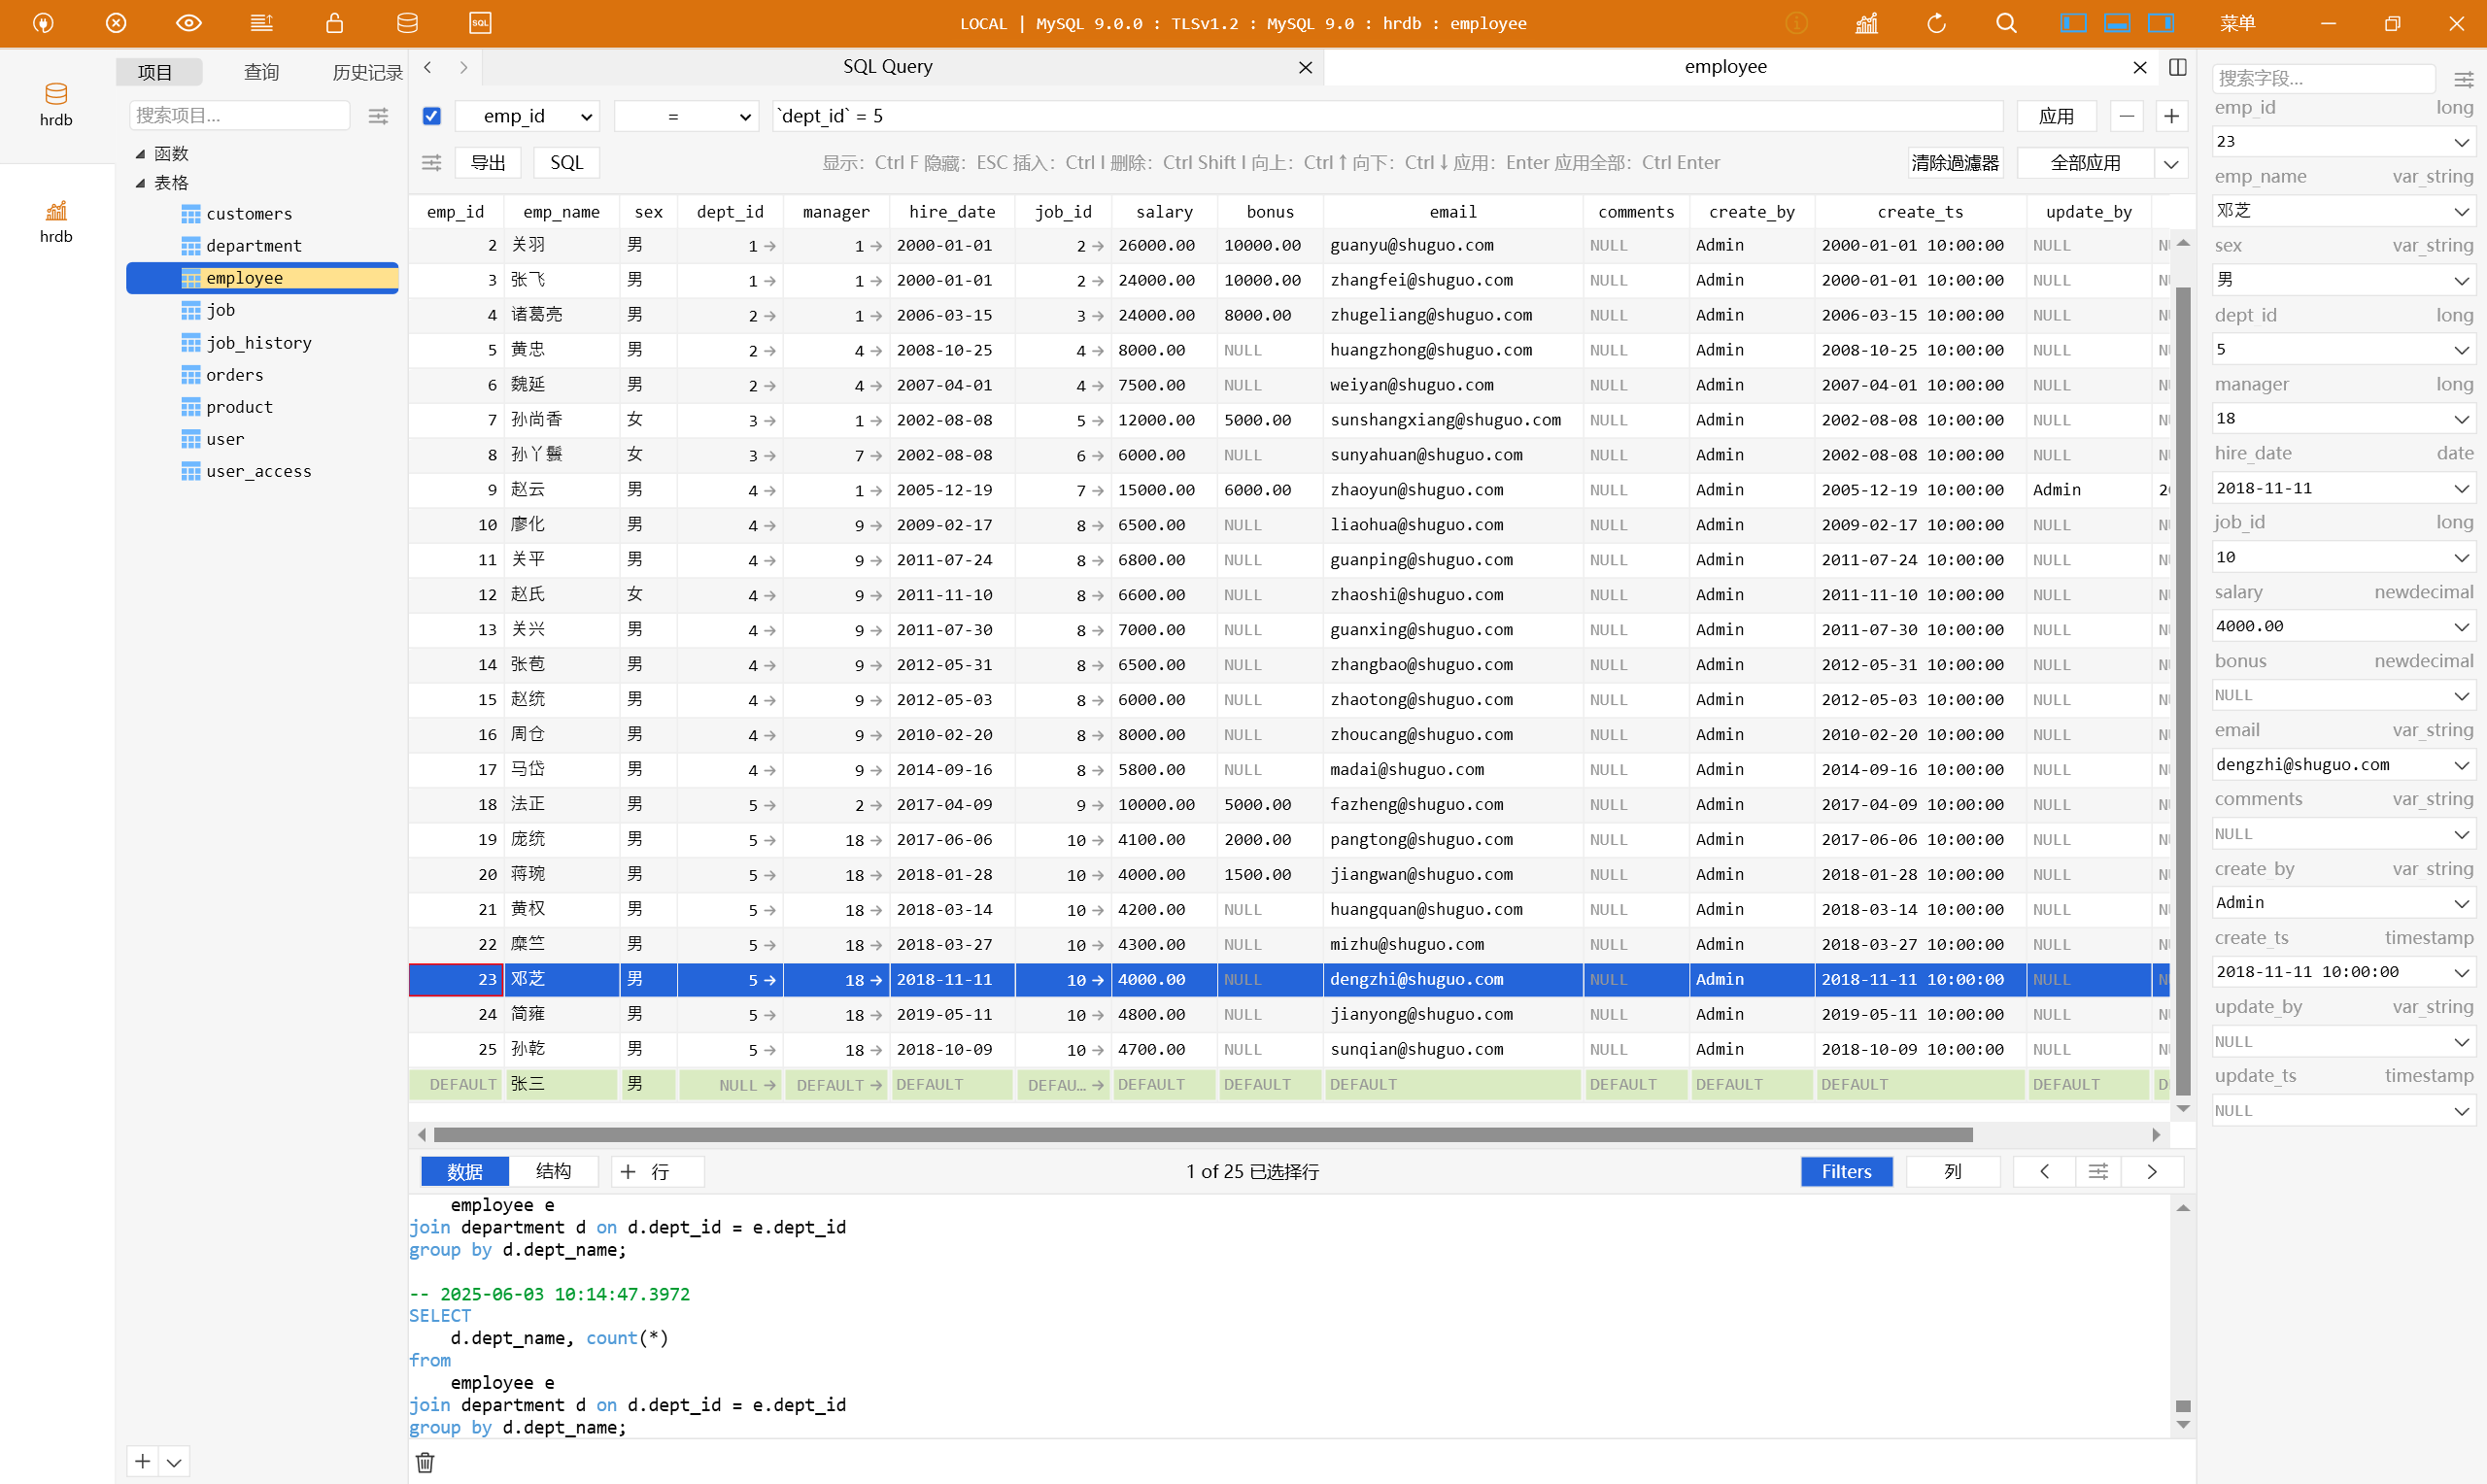 LOCAL | MySQL 9.0.0 : TLSv1.2 : MySQL 9.0 : hrdb : employee
菜单
SQL
hrdb
hrdb
项目 查询 历史记录
搜索项目...
函数
表格
customers
department
employee
job
job_history
orders
product
user
user_access
SQL Query employee
emp_id = `dept_id` = 5 应用
导出 SQL 显示：Ctrl F 隐藏：ESC 插入：Ctrl I 删除：Ctrl Shift I 向上：Ctrl↑ 向下：Ctrl↓ 应用：Enter 应用全部：Ctrl Enter 清除過濾器 全部应用
emp_id emp_name sex dept_id manager hire_date job_id salary bonus email comments create_by create_ts update_by
2 关羽 男 1 → 1 → 2000-01-01 2 → 26000.00 10000.00 guanyu@shuguo.com NULL Admin 2000-01-01 10:00:00 NULL
3 张飞 男 1 → 1 → 2000-01-01 2 → 24000.00 10000.00 zhangfei@shuguo.com NULL Admin 2000-01-01 10:00:00 NULL
4 诸葛亮 男 2 → 1 → 2006-03-15 3 → 24000.00 8000.00 zhugeliang@shuguo.com NULL Admin 2006-03-15 10:00:00 NULL
5 黄忠 男 2 → 4 → 2008-10-25 4 → 8000.00 NULL huangzhong@shuguo.com NULL Admin 2008-10-25 10:00:00 NULL
6 魏延 男 2 → 4 → 2007-04-01 4 → 7500.00 NULL weiyan@shuguo.com NULL Admin 2007-04-01 10:00:00 NULL
7 孙尚香 女 3 → 1 → 2002-08-08 5 → 12000.00 5000.00 sunshangxiang@shuguo.com NULL Admin 2002-08-08 10:00:00 NULL
8 孙丫鬟 女 3 → 7 → 2002-08-08 6 → 6000.00 NULL sunyahuan@shuguo.com NULL Admin 2002-08-08 10:00:00 NULL
9 赵云 男 4 → 1 → 2005-12-19 7 → 15000.00 6000.00 zhaoyun@shuguo.com NULL Admin 2005-12-19 10:00:00 Admin
10 廖化 男 4 → 9 → 2009-02-17 8 → 6500.00 NULL liaohua@shuguo.com NULL Admin 2009-02-17 10:00:00 NULL
11 关平 男 4 → 9 → 2011-07-24 8 → 6800.00 NULL guanping@shuguo.com NULL Admin 2011-07-24 10:00:00 NULL
12 赵氏 女 4 → 9 → 2011-11-10 8 → 6600.00 NULL zhaoshi@shuguo.com NULL Admin 2011-11-10 10:00:00 NULL
13 关兴 男 4 → 9 → 2011-07-30 8 → 7000.00 NULL guanxing@shuguo.com NULL Admin 2011-07-30 10:00:00 NULL
14 张苞 男 4 → 9 → 2012-05-31 8 → 6500.00 NULL zhangbao@shuguo.com NULL Admin 2012-05-31 10:00:00 NULL
15 赵统 男 4 → 9 → 2012-05-03 8 → 6000.00 NULL zhaotong@shuguo.com NULL Admin 2012-05-03 10:00:00 NULL
16 周仓 男 4 → 9 → 2010-02-20 8 → 8000.00 NULL zhoucang@shuguo.com NULL Admin 2010-02-20 10:00:00 NULL
17 马岱 男 4 → 9 → 2014-09-16 8 → 5800.00 NULL madai@shuguo.com NULL Admin 2014-09-16 10:00:00 NULL
18 法正 男 5 → 2 → 2017-04-09 9 → 10000.00 5000.00 fazheng@shuguo.com NULL Admin 2017-04-09 10:00:00 NULL
19 庞统 男 5 → 18 → 2017-06-06 10 → 4100.00 2000.00 pangtong@shuguo.com NULL Admin 2017-06-06 10:00:00 NULL
20 蒋琬 男 5 → 18 → 2018-01-28 10 → 4000.00 1500.00 jiangwan@shuguo.com NULL Admin 2018-01-28 10:00:00 NULL
21 黄权 男 5 → 18 → 2018-03-14 10 → 4200.00 NULL huangquan@shuguo.com NULL Admin 2018-03-14 10:00:00 NULL
22 糜竺 男 5 → 18 → 2018-03-27 10 → 4300.00 NULL mizhu@shuguo.com NULL Admin 2018-03-27 10:00:00 NULL
23 邓芝 男 5 → 18 → 2018-11-11 10 → 4000.00 NULL dengzhi@shuguo.com NULL Admin 2018-11-11 10:00:00 NULL
24 简雍 男 5 → 18 → 2019-05-11 10 → 4800.00 NULL jianyong@shuguo.com NULL Admin 2019-05-11 10:00:00 NULL
25 孙乾 男 5 → 18 → 2018-10-09 10 → 4700.00 NULL sunqian@shuguo.com NULL Admin 2018-10-09 10:00:00 NULL
DEFAULT 张三 男 NULL → DEFAULT → DEFAULT DEFAU… → DEFAULT DEFAULT DEFAULT DEFAULT DEFAULT DEFAULT DEFAULT
数据 结构 + 行 1 of 25 已选择行 Filters 列
employee e
join department d on d.dept_id = e.dept_id
group by d.dept_name;
-- 2025-06-03 10:14:47.3972
SELECT
d.dept_name, count(*)
from
employee e
join department d on d.dept_id = e.dept_id
group by d.dept_name;
搜索字段...
emp_id long
23
emp_name var_string
邓芝
sex var_string
男
dept_id long
5
manager long
18
hire_date date
2018-11-11
job_id long
10
salary newdecimal
4000.00
bonus newdecimal
NULL
email var_string
dengzhi@shuguo.com
comments var_string
NULL
create_by var_string
Admin
create_ts timestamp
2018-11-11 10:00:00
update_by var_string
NULL
update_ts timestamp
NULL